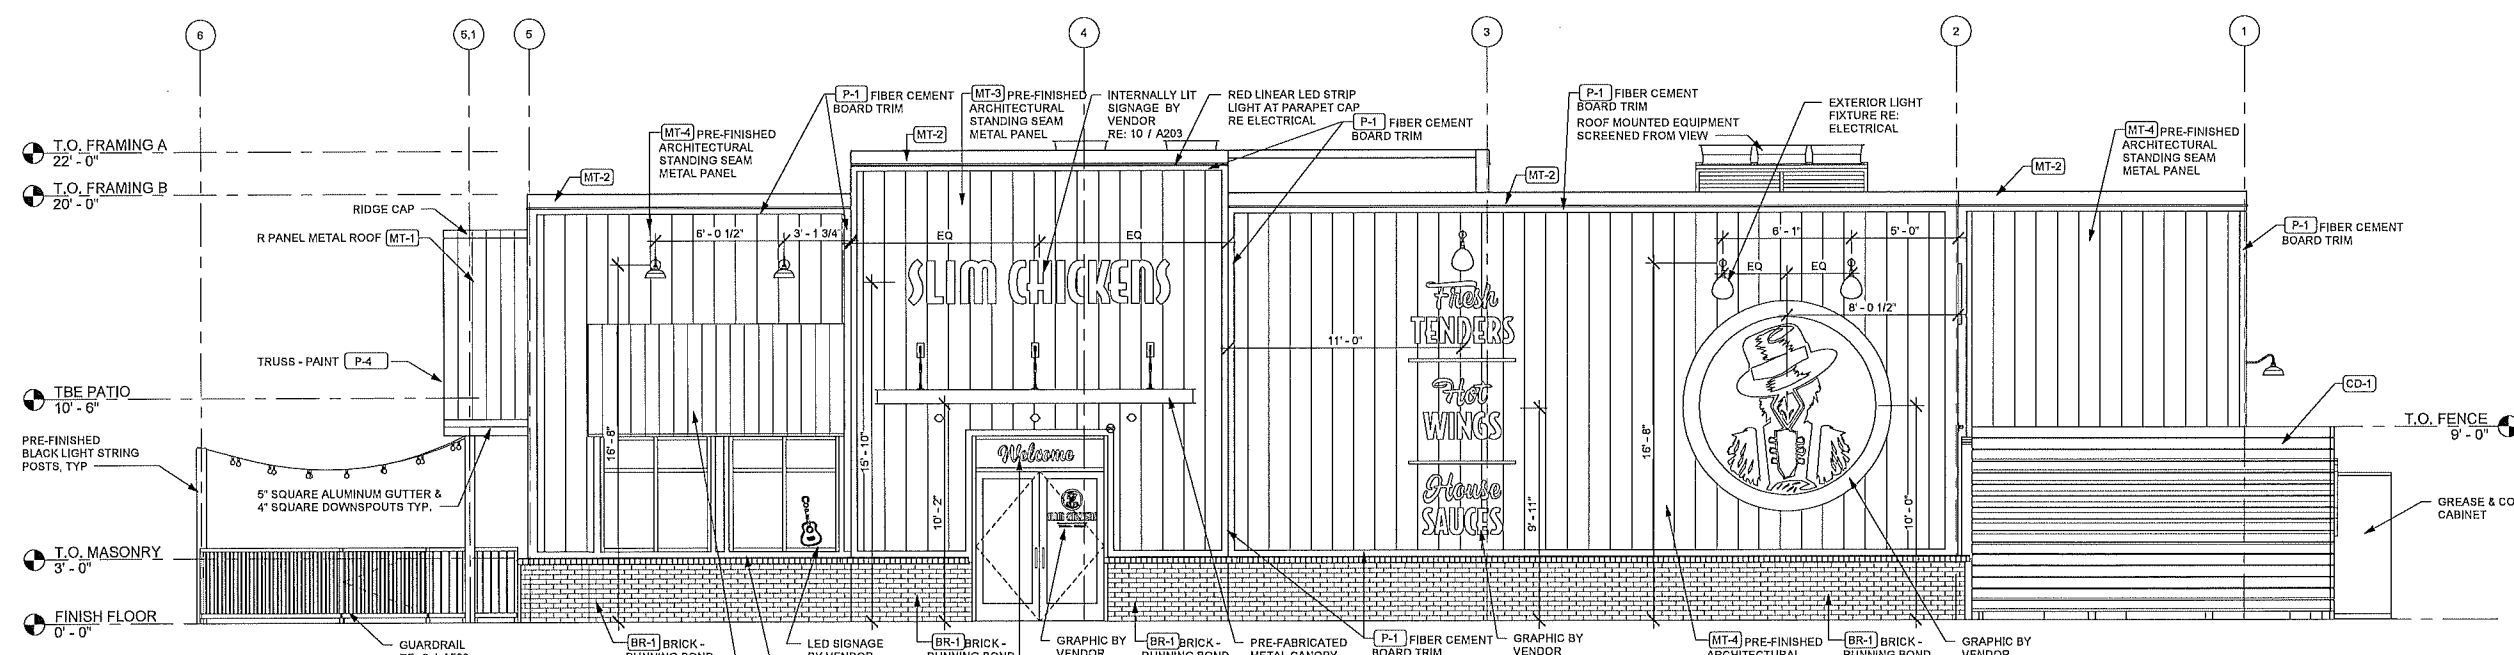 6
5.1
5
4
3
2
1
T.O. FRAMING A
22' - 0"
T.O. FRAMING B
20' - 0"
RIDGE CAP
R PANEL METAL ROOF MT-1
TRUSS - PAINT P-4
TBE PATIO
10' - 6"
PRE-FINISHED
BLACK LIGHT STRING
POSTS, TYP
5" SQUARE ALUMINUM GUTTER &
4" SQUARE DOWNSPOUTS TYP.
T.O. MASONRY
3' - 0"
FINISH FLOOR
0' - 0"
GUARDRAIL
MT-2
MT-4 PRE-FINISHED
ARCHITECTURAL
STANDING SEAM
METAL PANEL
P-1 FIBER CEMENT
BOARD TRIM
MT-2
MT-3 PRE-FINISHED
ARCHITECTURAL
STANDING SEAM
METAL PANEL
INTERNALLY LIT
SIGNAGE BY
VENDOR
RE: 10 / A203
RED LINEAR LED STRIP
LIGHT AT PARAPET CAP
RE ELECTRICAL
P-1 FIBER CEMENT
BOARD TRIM
MT-2
P-1 FIBER CEMENT
BOARD TRIM
ROOF MOUNTED EQUIPMENT
SCREENED FROM VIEW
EXTERIOR LIGHT
FIXTURE RE:
ELECTRICAL
MT-2
MT-4 PRE-FINISHED
ARCHITECTURAL
STANDING SEAM
METAL PANEL
P-1 FIBER CEMENT
BOARD TRIM
CD-1
T.O. FENCE
9' - 0"
GREASE & CO
CABINET
6' - 0 1/2"
3' - 1 3/4"
EQ
EQ
6' - 1"
5' - 0"
EQ
EQ
8' - 0 1/2"
11' - 0"
16' - 8"
15' - 10"
10' - 2"
9' - 11"
16' - 8"
10' - 0"
SLIM CHICKENS
Welcome
SLIM CHICKENS
Fresh
TENDERS
Hot
WINGS
House
SAUCES
BR-1 BRICK -
RUNNING BOND
LED SIGNAGE
BY VENDOR
BR-1 BRICK -
RUNNING BOND
GRAPHIC BY
VENDOR
BR-1 BRICK -
RUNNING BOND
PRE-FABRICATED
METAL CANOPY
P-1 FIBER CEMENT
BOARD TRIM
GRAPHIC BY
VENDOR
MT-4 PRE-FINISHED
ARCHITECTURAL
BR-1 BRICK -
RUNNING BOND
GRAPHIC BY
VENDOR